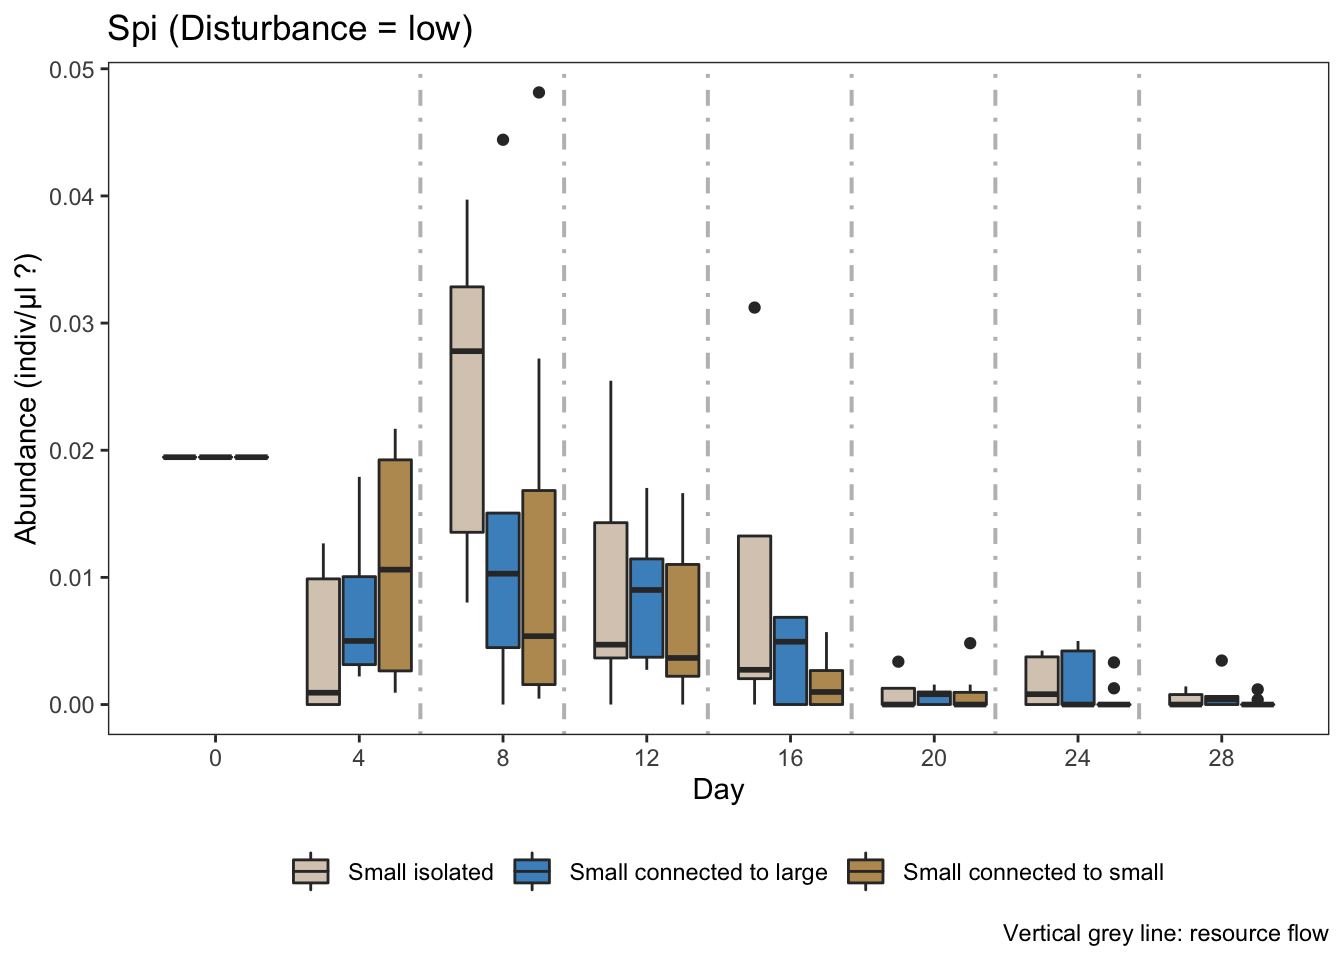 Spi (Disturbance = low)
Abundance (indiv/µl ?)
0.05
0.04
0.03
0.02
0.01
0.00
0 4 8 12 16 20 24 28
Day
Small isolated Small connected to large Small connected to small
Vertical grey line: resource flow